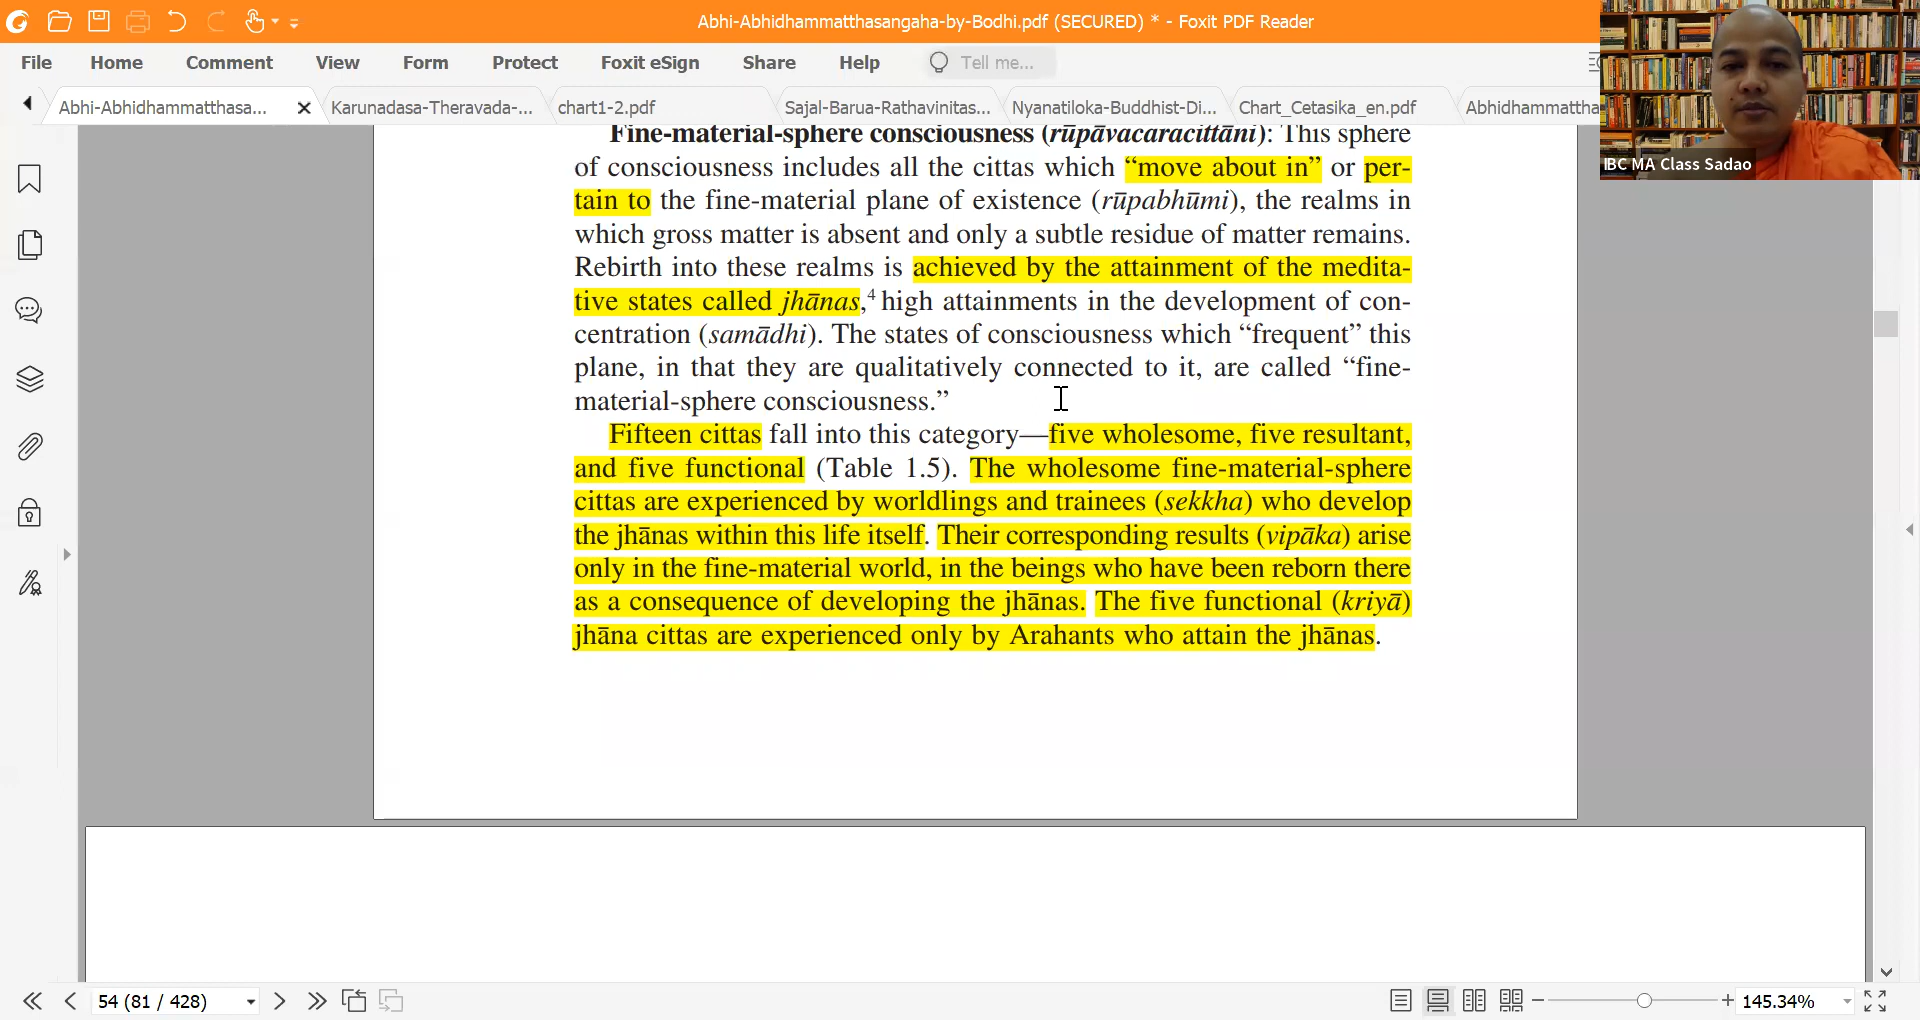 Abhi-Abhidhammatthasangaha-by-Bodhi.pdf (SECURED) * - Foxit PDF Reader
File Home Comment View Form Protect Foxit eSign Share Help Tell me...
Abhi-Abhidhammatthasa... Karunadasa-Theravada-... chart1-2.pdf Sajal-Barua-Rathavinitas... Nyanatiloka-Buddhist-Di... Chart_Cetasika_en.pdf Abhidhammattha
IBC MA Class Sadao
Fine-material-sphere consciousness (rūpāvacaracittāni): This sphere
of consciousness includes all the cittas which “move about in” or per-
tain to the fine-material plane of existence (rūpabhūmi), the realms in
which gross matter is absent and only a subtle residue of matter remains.
Rebirth into these realms is achieved by the attainment of the medita-
tive states called jhānas,4 high attainments in the development of con-
centration (samādhi). The states of consciousness which “frequent” this
plane, in that they are qualitatively connected to it, are called “fine-
material-sphere consciousness.”
Fifteen cittas fall into this category—five wholesome, five resultant,
and five functional (Table 1.5). The wholesome fine-material-sphere
cittas are experienced by worldlings and trainees (sekkha) who develop
the jhānas within this life itself. Their corresponding results (vipāka) arise
only in the fine-material world, in the beings who have been reborn there
as a consequence of developing the jhānas. The five functional (kriyā)
jhāna cittas are experienced only by Arahants who attain the jhānas.
54 (81 / 428) 145.34%